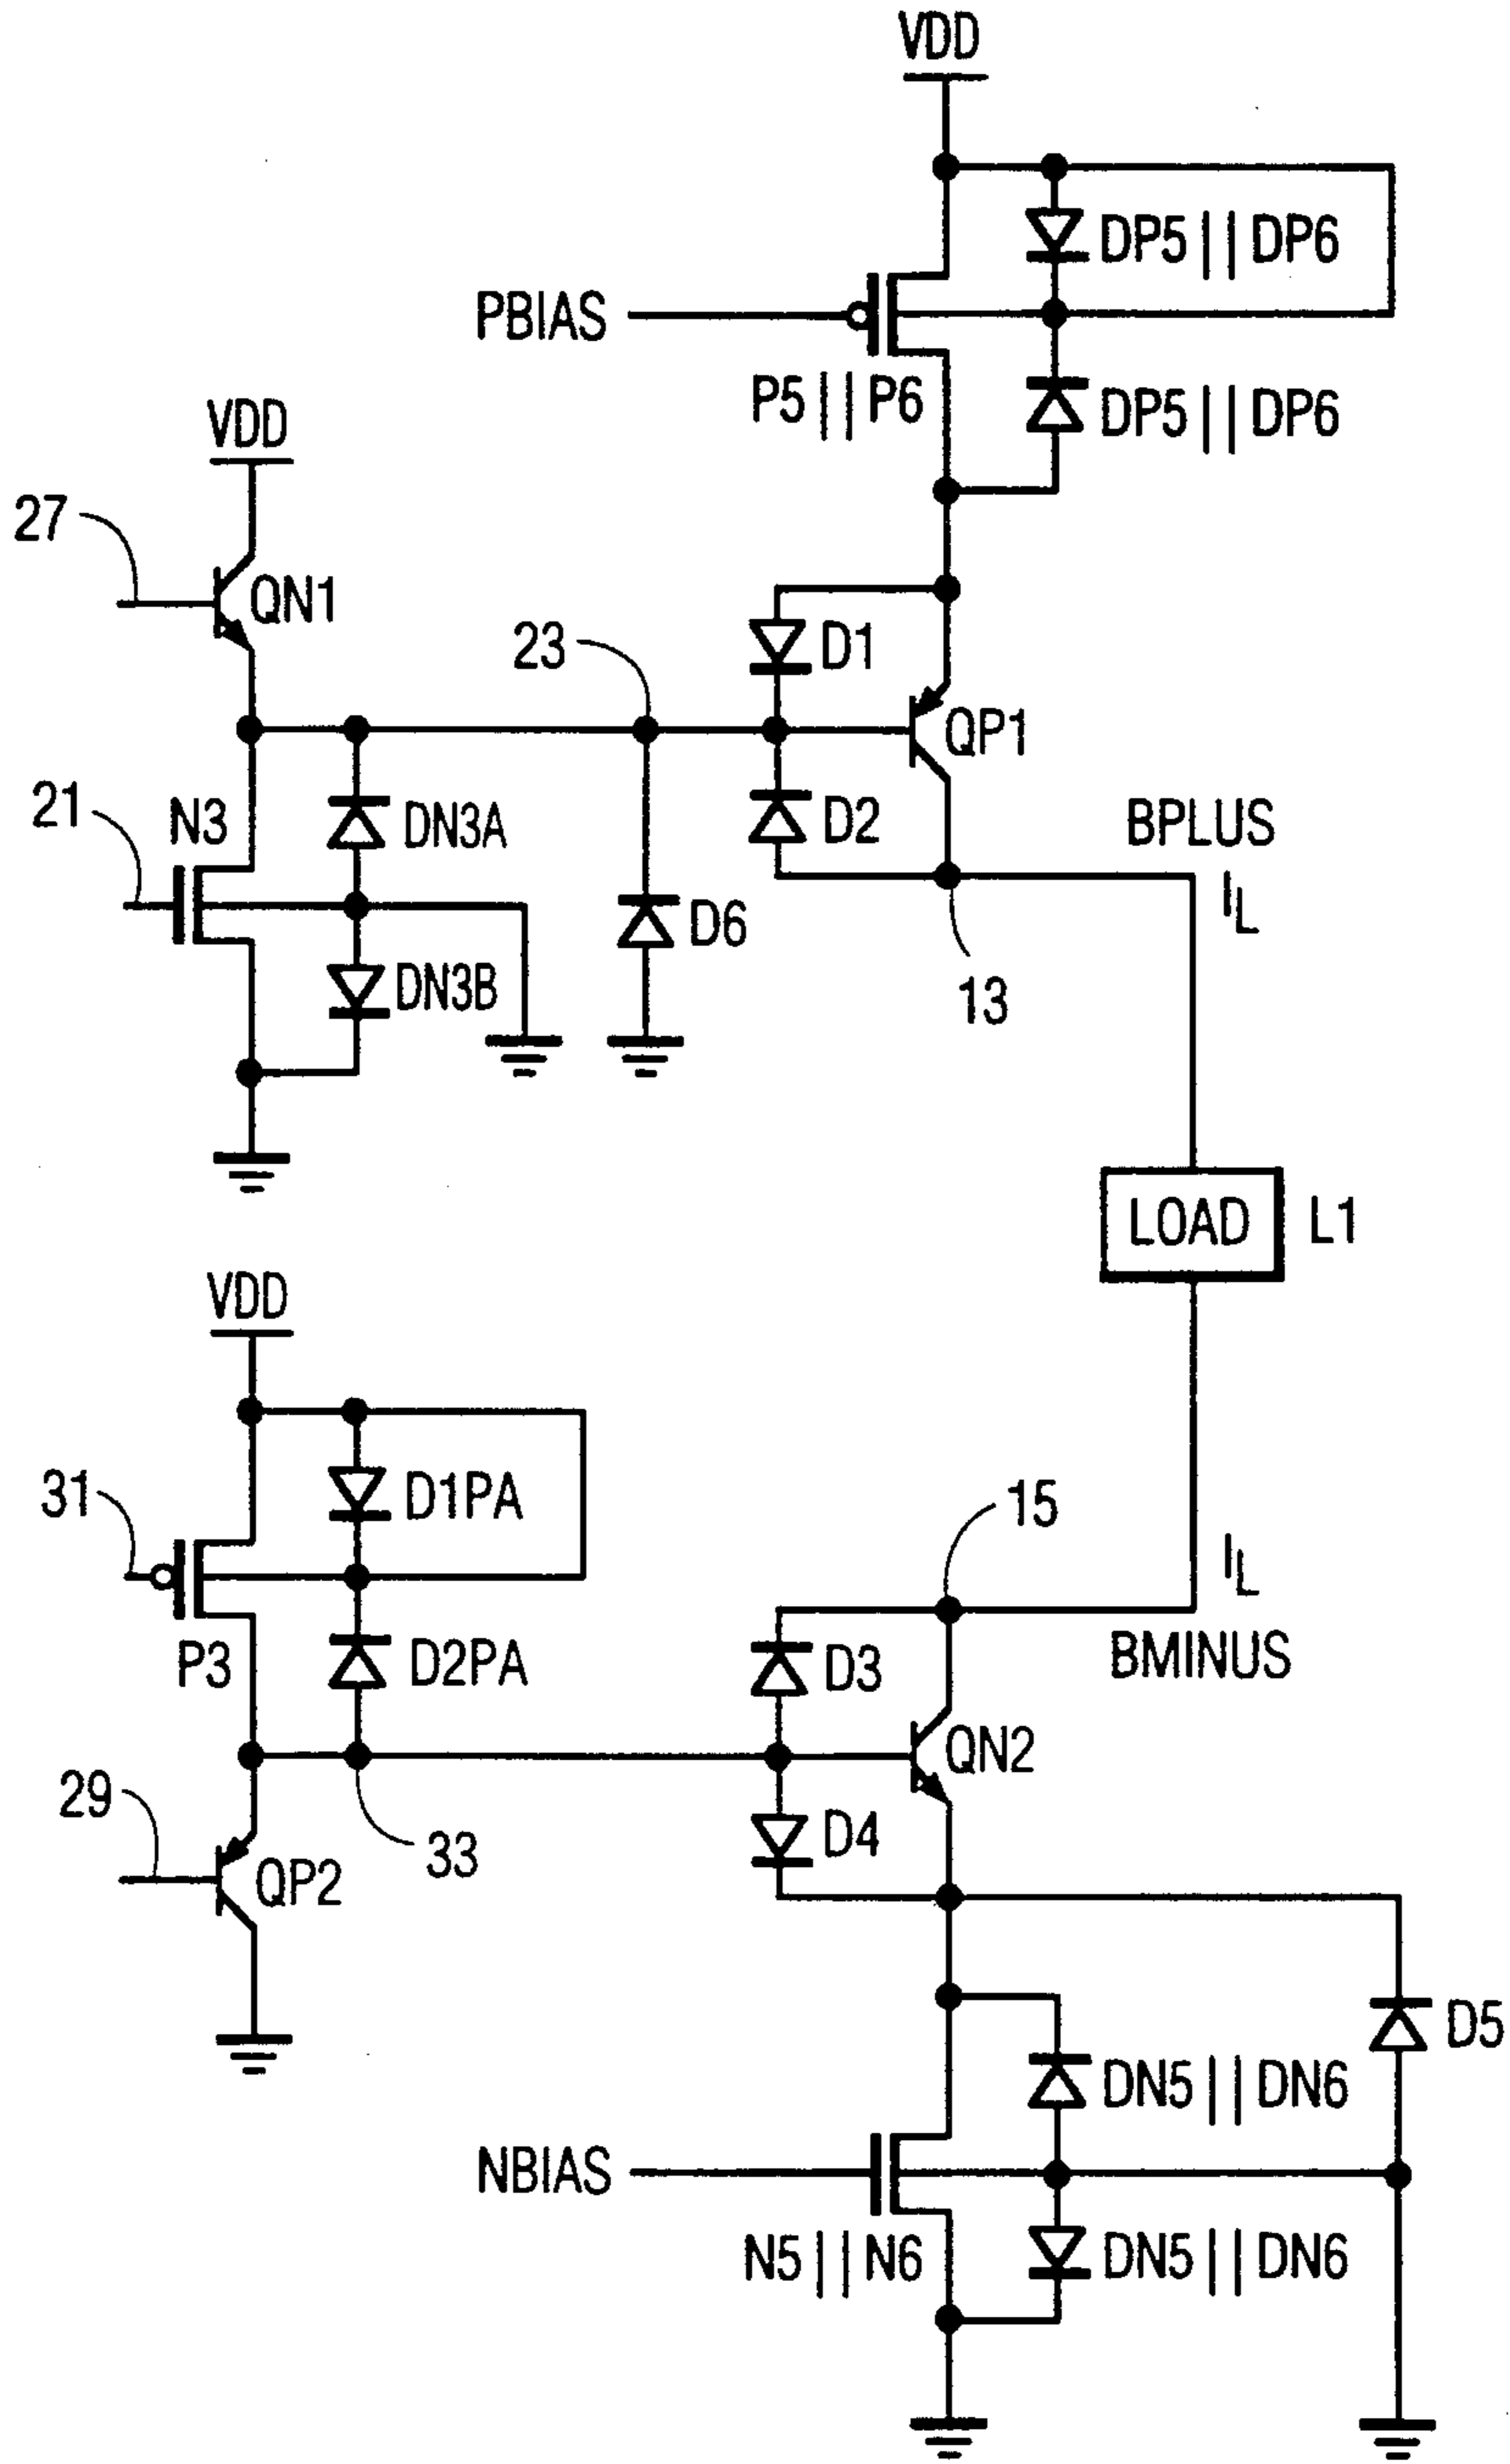 VDD
DP5||DP6
PBIAS
P5||P6
DP5||DP6
VDD
27
QN1
23
D1
QP1
21
N3
DN3A
D2
BPLUS
IL
D6
DN3B
13
LOAD
L1
VDD
31
D1PA
15
IL
P3
D2PA
D3
BMINUS
QN2
29
D4
33
QP2
D5
DN5||DN6
NBIAS
N5||N6
DN5||DN6